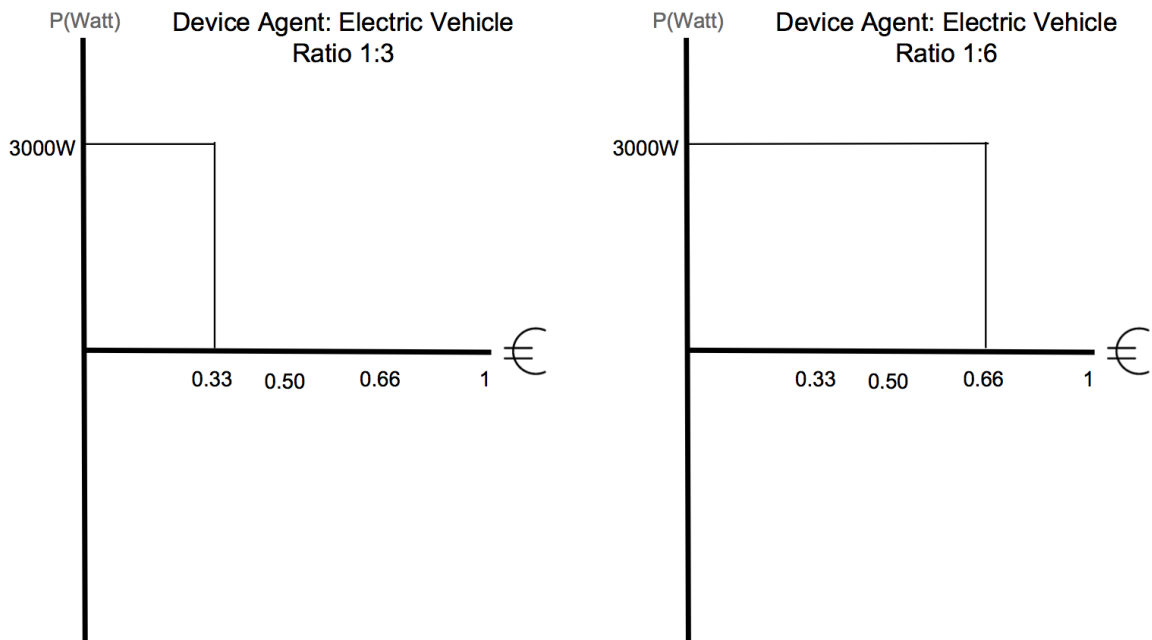 P(Watt)
Device Agent: Electric Vehicle
Ratio 1:3
3000W
€
0.33 0.50 0.66 1
P(Watt)
Device Agent: Electric Vehicle
Ratio 1:6
3000W
€
0.33 0.50 0.66 1